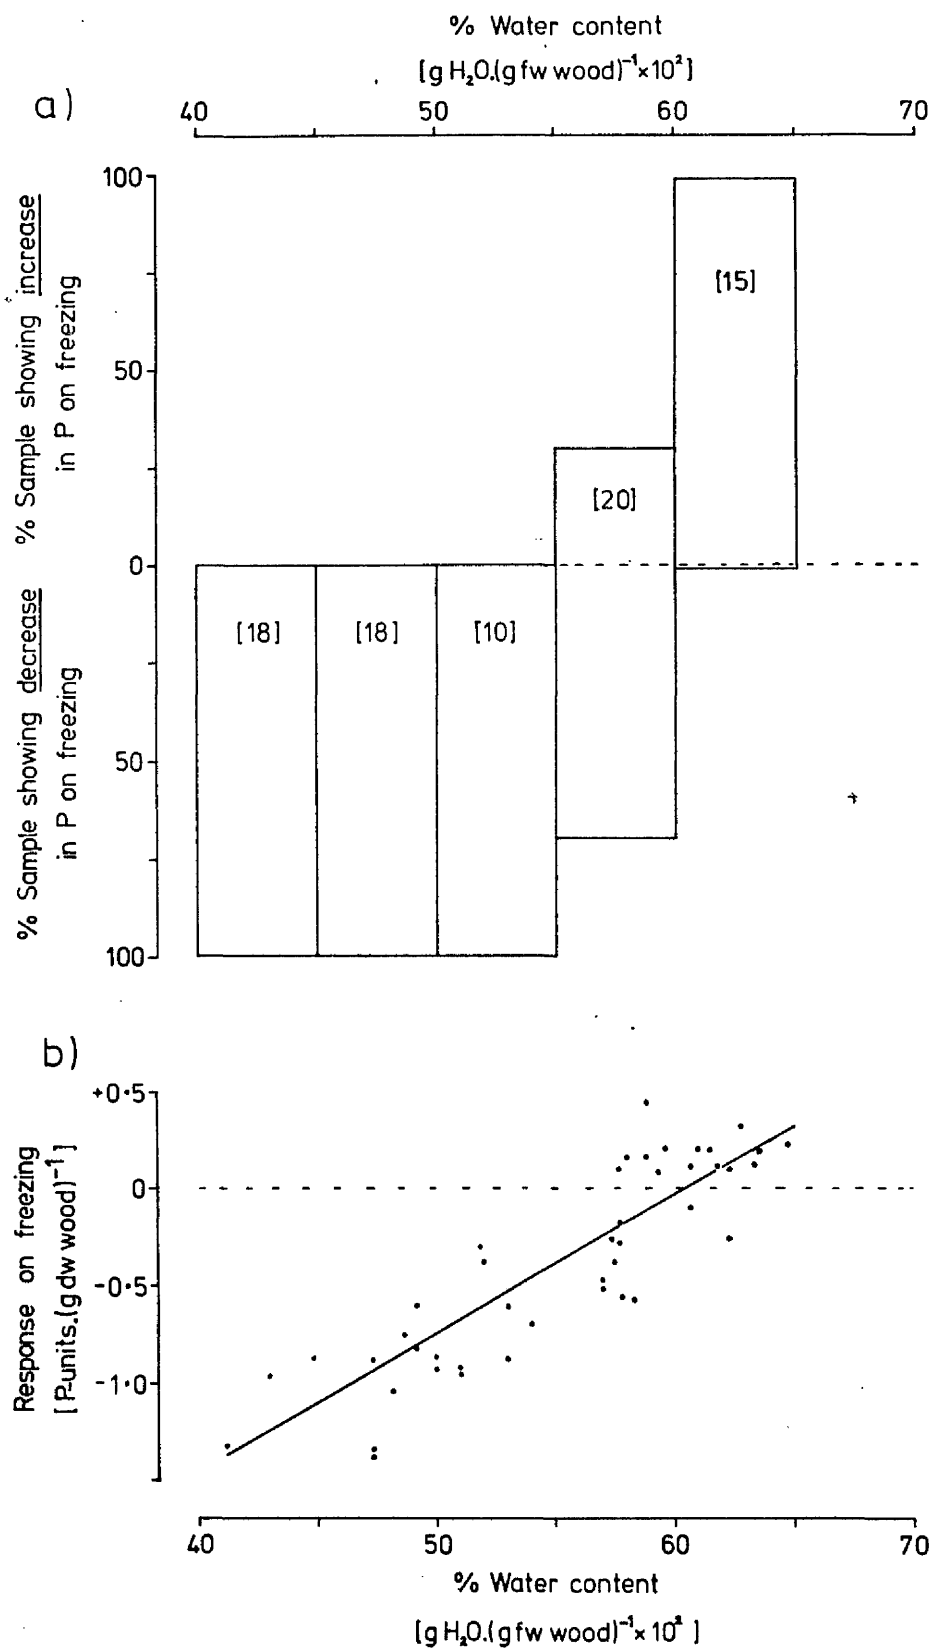 % Water content
[g H₂O.(g fw wood)⁻¹×10²]
a)
40 50 60 70
100
50
0
50
100
% Sample showing increase
in P on freezing
% Sample showing decrease
in P on freezing
[15]
[20]
[18] [18] [10]
b)
+0·5
0
-0·5
-1·0
Response on freezing
[P-units.(g dw wood)⁻¹]
40 50 60 70
% Water content
[g H₂O.(g fw wood)⁻¹×10²]